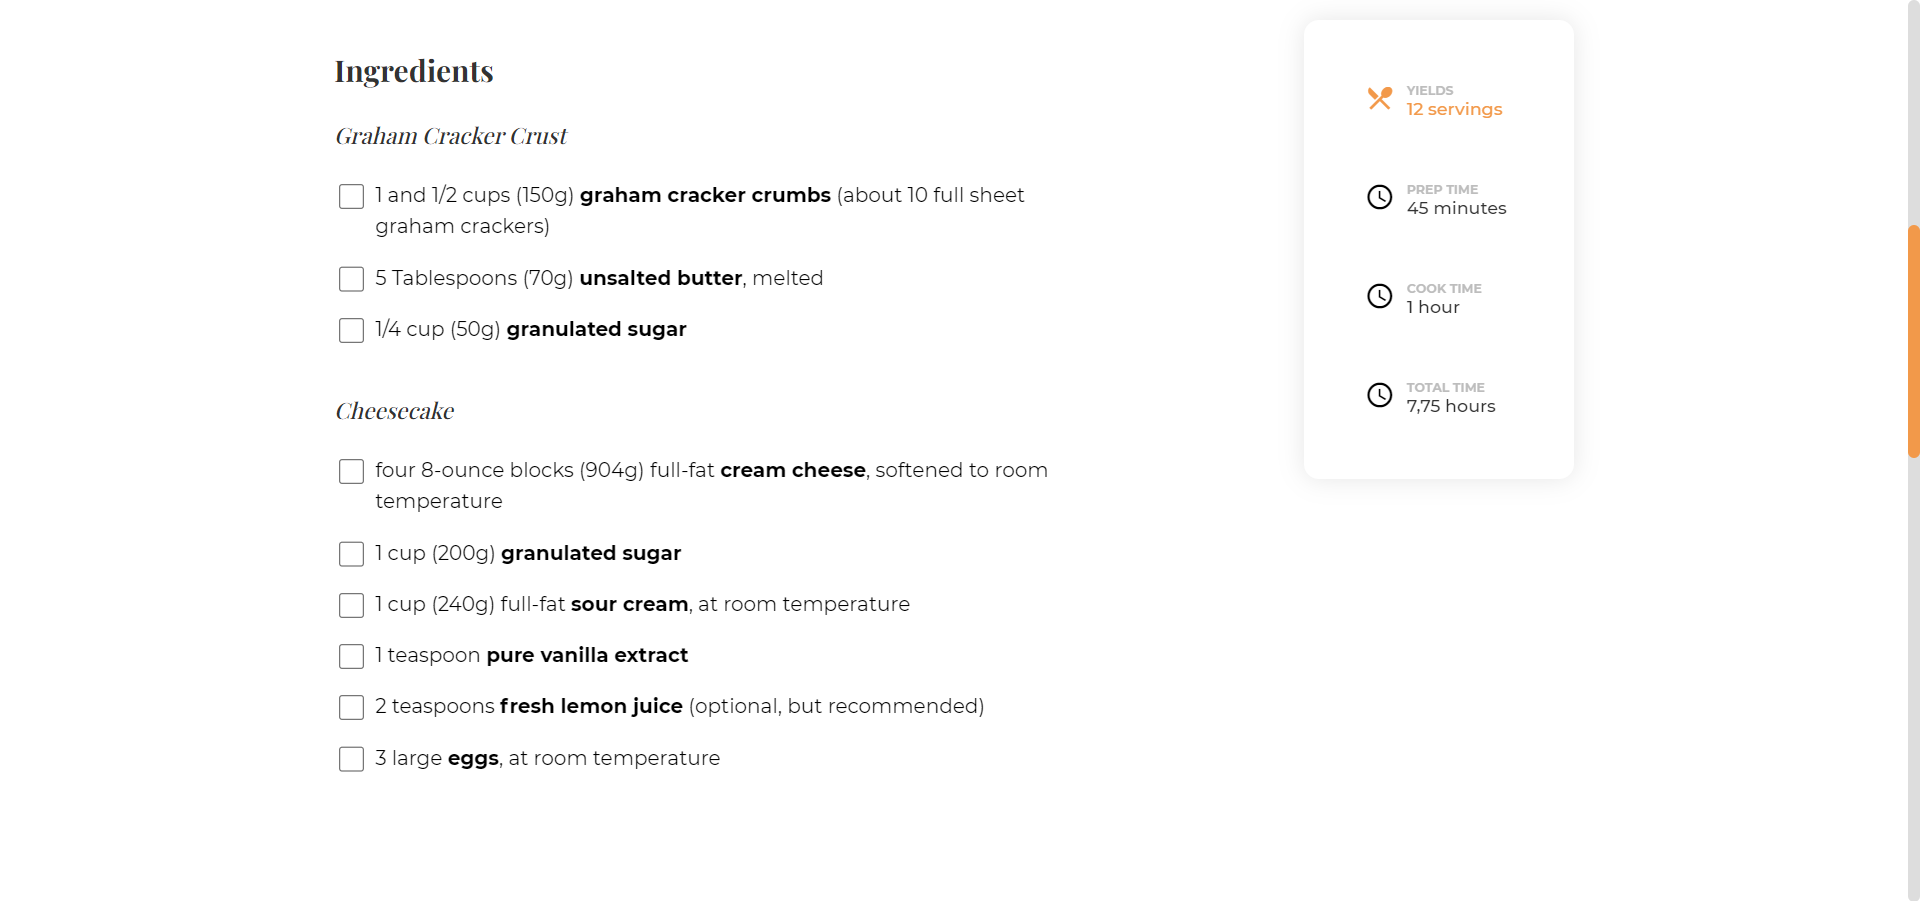 Ingredients
Graham Cracker Crust
1 and 1/2 cups (150g) graham cracker crumbs (about 10 full sheet
graham crackers)
5 Tablespoons (70g) unsalted butter, melted
1/4 cup (50g) granulated sugar
Cheesecake
four 8-ounce blocks (904g) full-fat cream cheese, softened to room
temperature
1 cup (200g) granulated sugar
1 cup (240g) full-fat sour cream, at room temperature
1 teaspoon pure vanilla extract
2 teaspoons fresh lemon juice (optional, but recommended)
3 large eggs, at room temperature
YIELDS
12 servings
PREP TIME
45 minutes
COOK TIME
1 hour
TOTAL TIME
7,75 hours